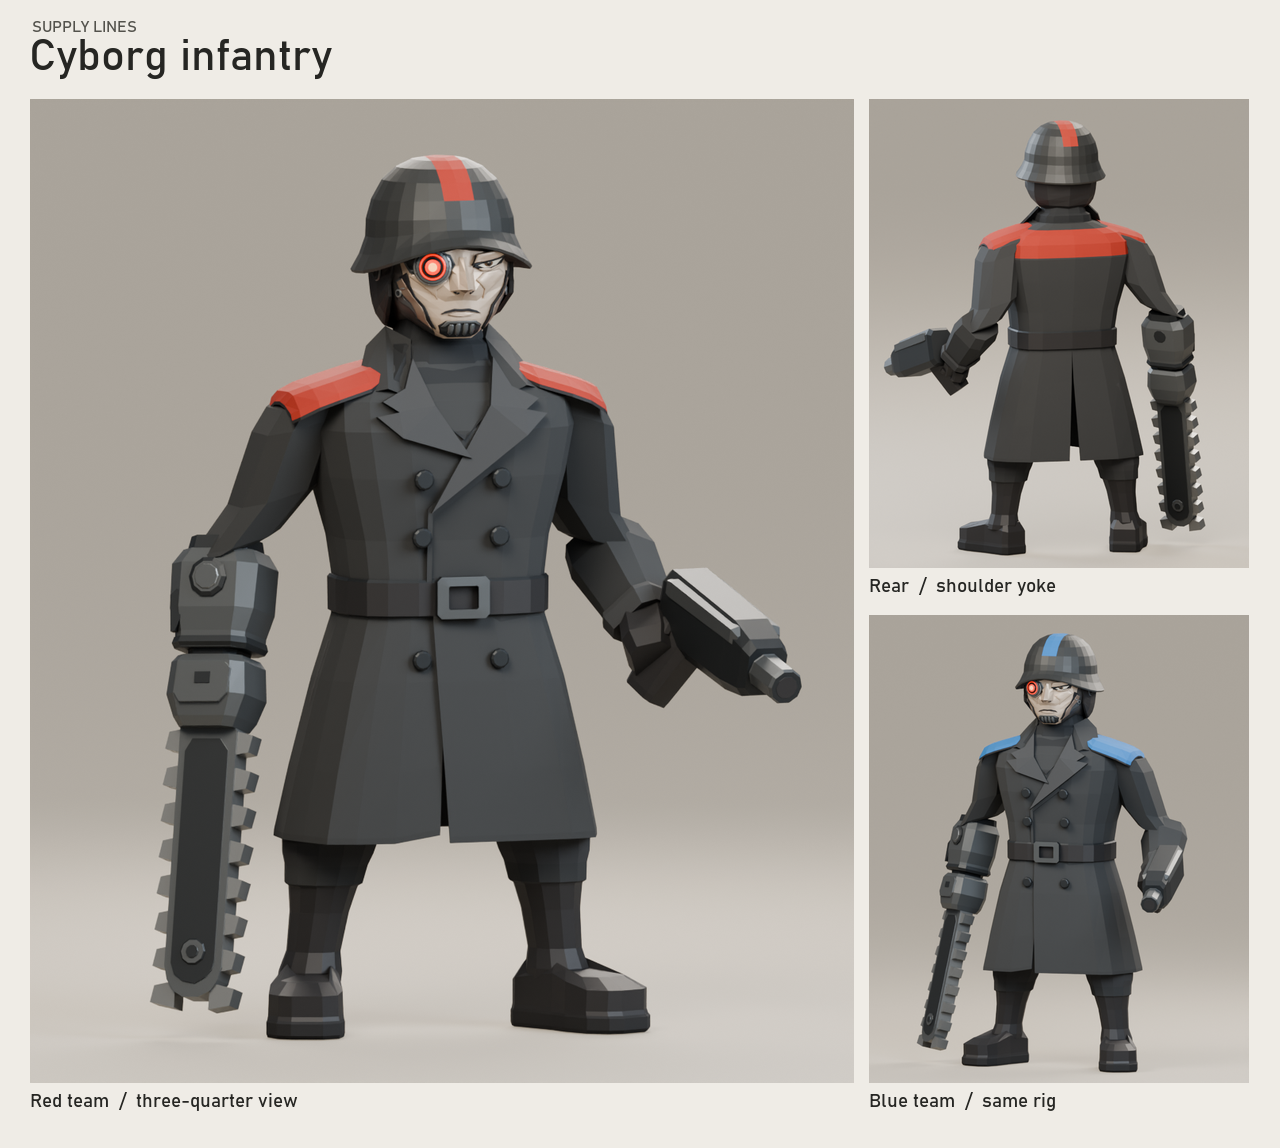 SUPPLY LINES
Cyborg infantry
Rear / shoulder yoke
Red team / three-quarter view
Blue team / same rig